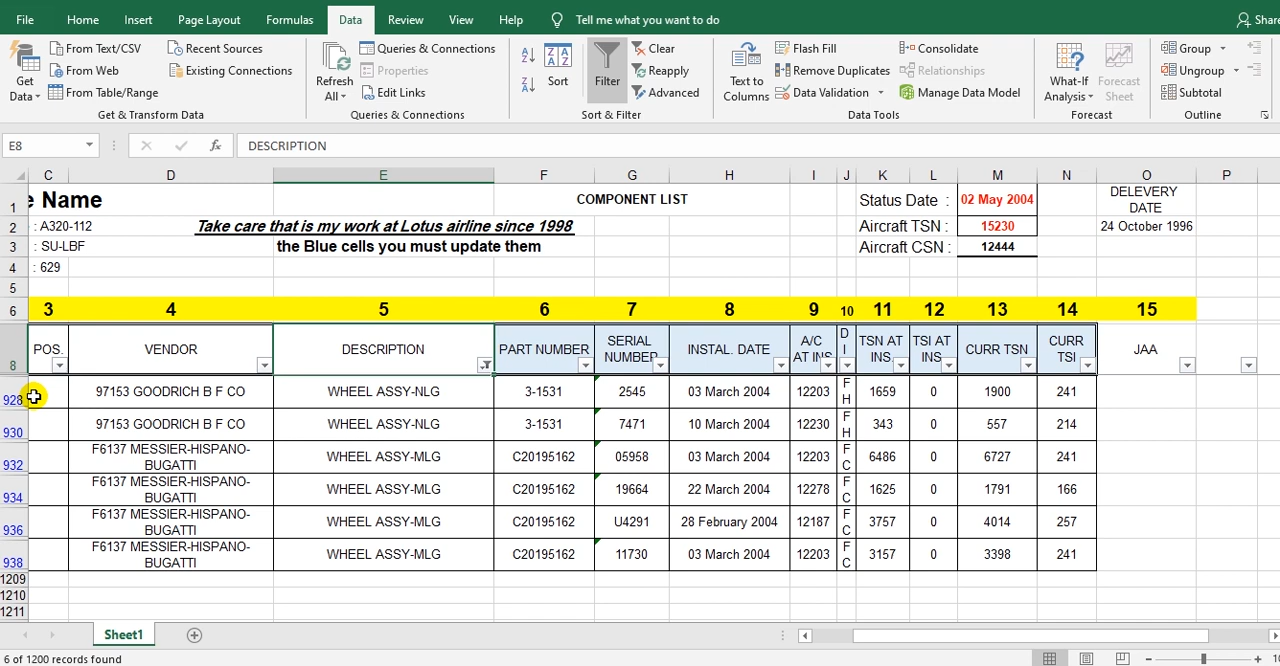 File Home Insert Page Layout Formulas Data Review View Help Tell me what you want to do Share
From Text/CSV Recent Sources Queries & Connections Clear Flash Fill Consolidate Group
From Web Existing Connections Properties Reapply Remove Duplicates Relationships Ungroup
From Table/Range Edit Links Advanced Data Validation Manage Data Model Subtotal
Get Data Refresh All Sort Filter Text to Columns What-If Analysis Forecast Sheet
Get & Transform Data Queries & Connections Sort & Filter Data Tools Forecast Outline
E8 fx DESCRIPTION
C D E F G H I J K L M N O P
1 Name COMPONENT LIST Status Date : 02 May 2004 DELEVERY DATE
2 : A320-112 Take care that is my work at Lotus airline since 1998 Aircraft TSN : 15230 24 October 1996
3 : SU-LBF the Blue cells you must update them Aircraft CSN : 12444
4 : 629
5
6 3 4 5 6 7 8 9 10 11 12 13 14 15
8 POS. VENDOR DESCRIPTION PART NUMBER SERIAL NUMBER INSTAL. DATE A/C AT INS D I TSN AT INS. TSI AT INS. CURR TSN CURR TSI JAA
928 97153 GOODRICH B F CO WHEEL ASSY-NLG 3-1531 2545 03 March 2004 12203 F H 1659 0 1900 241
930 97153 GOODRICH B F CO WHEEL ASSY-NLG 3-1531 7471 10 March 2004 12230 F H 343 0 557 214
932 F6137 MESSIER-HISPANO-BUGATTI WHEEL ASSY-MLG C20195162 05958 03 March 2004 12203 F C 6486 0 6727 241
934 F6137 MESSIER-HISPANO-BUGATTI WHEEL ASSY-MLG C20195162 19664 22 March 2004 12278 F C 1625 0 1791 166
936 F6137 MESSIER-HISPANO-BUGATTI WHEEL ASSY-MLG C20195162 U4291 28 February 2004 12187 F C 3757 0 4014 257
938 F6137 MESSIER-HISPANO-BUGATTI WHEEL ASSY-MLG C20195162 11730 03 March 2004 12203 F C 3157 0 3398 241
1209
1210
1211
Sheet1
6 of 1200 records found